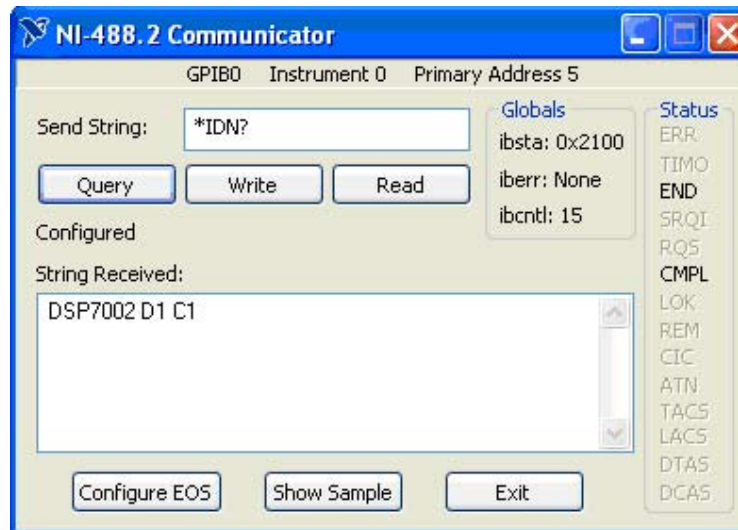 NI-488.2 Communicator
GPIB0 Instrument 0 Primary Address 5
Send String:
*IDN?
Query
Write
Read
Configured
String Received:
DSP7002 D1 C1
Configure EOS
Show Sample
Exit
Globals
ibsta: 0x2100
iberr: None
ibcntl: 15
Status
ERR
TIMO
END
SRQI
RQS
CMPL
LOK
REM
CIC
ATN
TACS
LACS
DTAS
DCAS